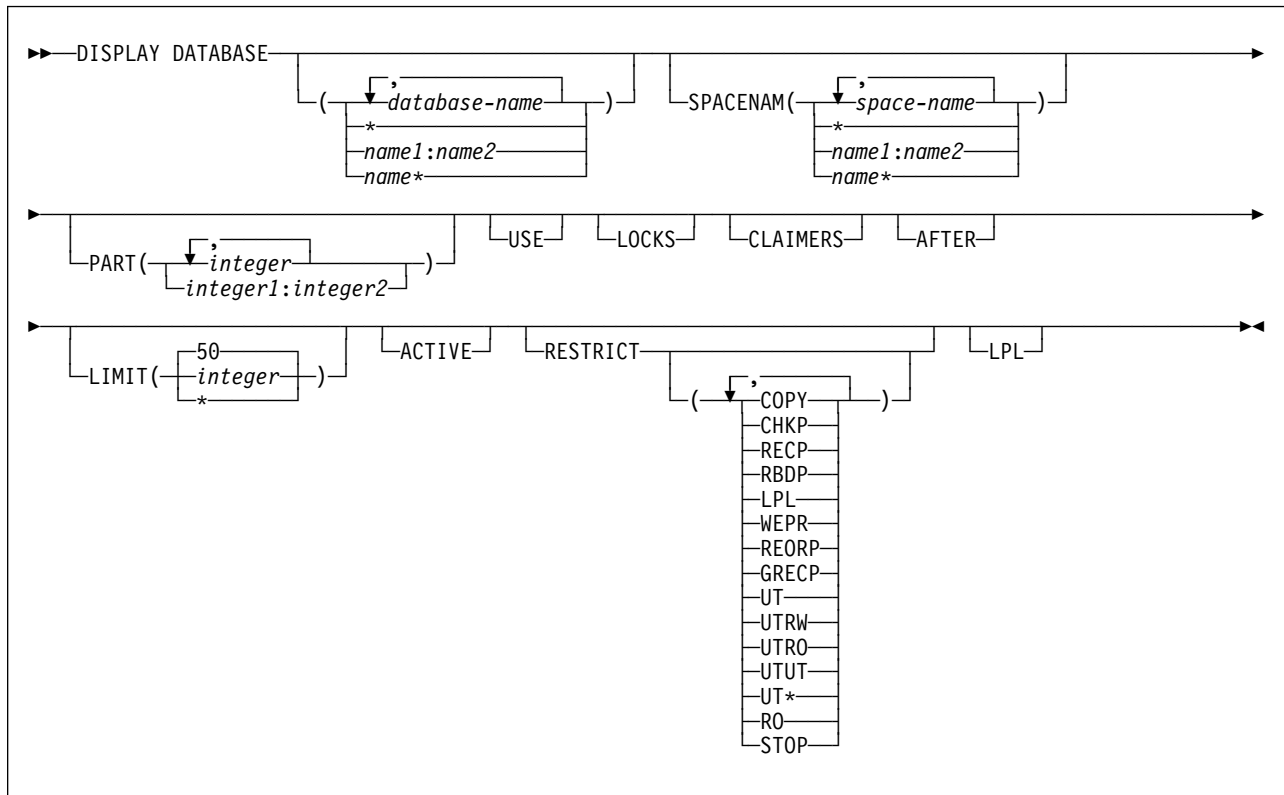 DISPLAY DATABASE
, ,
( database-name ) SPACENAM( space-name )
* *
name1:name2 name1:name2
name* name*
, USE LOCKS CLAIMERS AFTER
PART( integer )
integer1:integer2
50 ACTIVE RESTRICT LPL
LIMIT( integer ) ,
* ( COPY )
CHKP
RECP
RBDP
LPL
WEPR
REORP
GRECP
UT
UTRW
UTRO
UTUT
UT*
RO
STOP